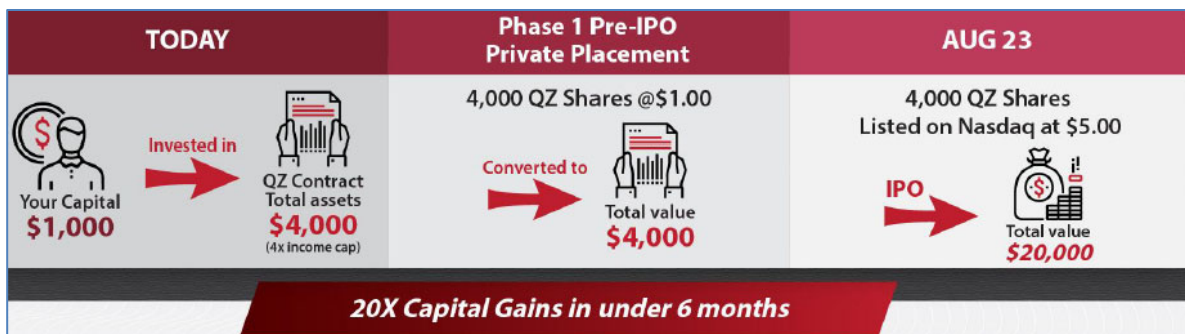 TODAY
Your Capital
$1,000
Invested in
QZ Contract
Total assets
$4,000
(4x income cap)
Phase 1 Pre-IPO
Private Placement
4,000 QZ Shares @$1.00
Converted to
Total value
$4,000
AUG 23
4,000 QZ Shares
Listed on Nasdaq at $5.00
IPO
Total value
$20,000
20X Capital Gains in under 6 months